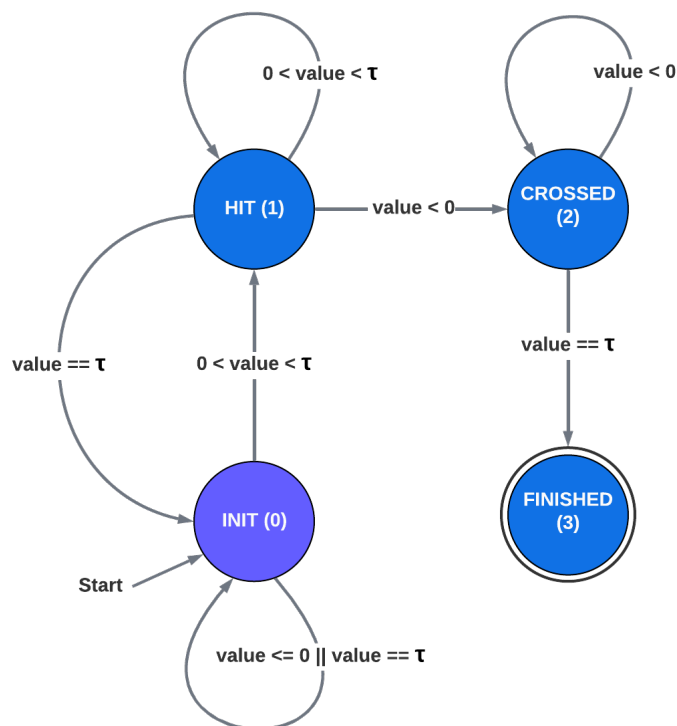 0 < value < τ
value < 0
HIT (1)
value < 0
CROSSED
(2)
value == τ
0 < value < τ
value == τ
INIT (0)
FINISHED
(3)
Start
value <= 0 || value == τ